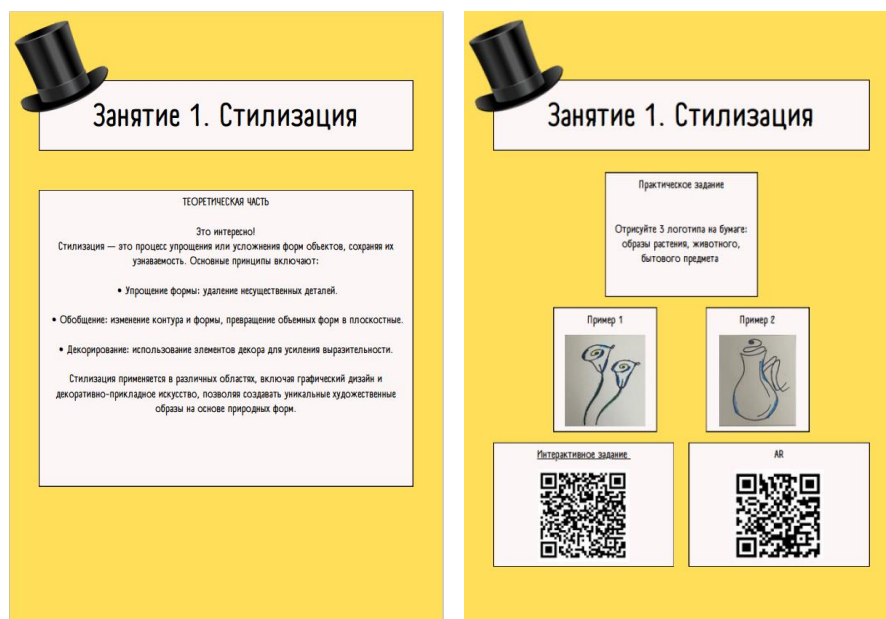 Занятие 1. Стилизация
ТЕОРЕТИЧЕСКАЯ ЧАСТЬ
Это интересно!
Стилизация — это процесс упрощения или усложнения форм объектов, сохраняя их
узнаваемость. Основные принципы включают:
• Упрощение формы: удаление несущественных деталей.
• Обобщение: изменение контура и формы, превращение объемных форм в плоскостные.
• Декорирование: использование элементов декора для усиления выразительности.
Стилизация применяется в различных областях, включая графический дизайн и
декоративно-прикладное искусство, позволяя создавать уникальные художественные
образы на основе природных форм.
Занятие 1. Стилизация
Практическое задание
Отрисуйте 3 логотипа на бумаге:
образы растения, животного,
бытового предмета
Пример 1
Пример 2
Интерактивное задание
AR